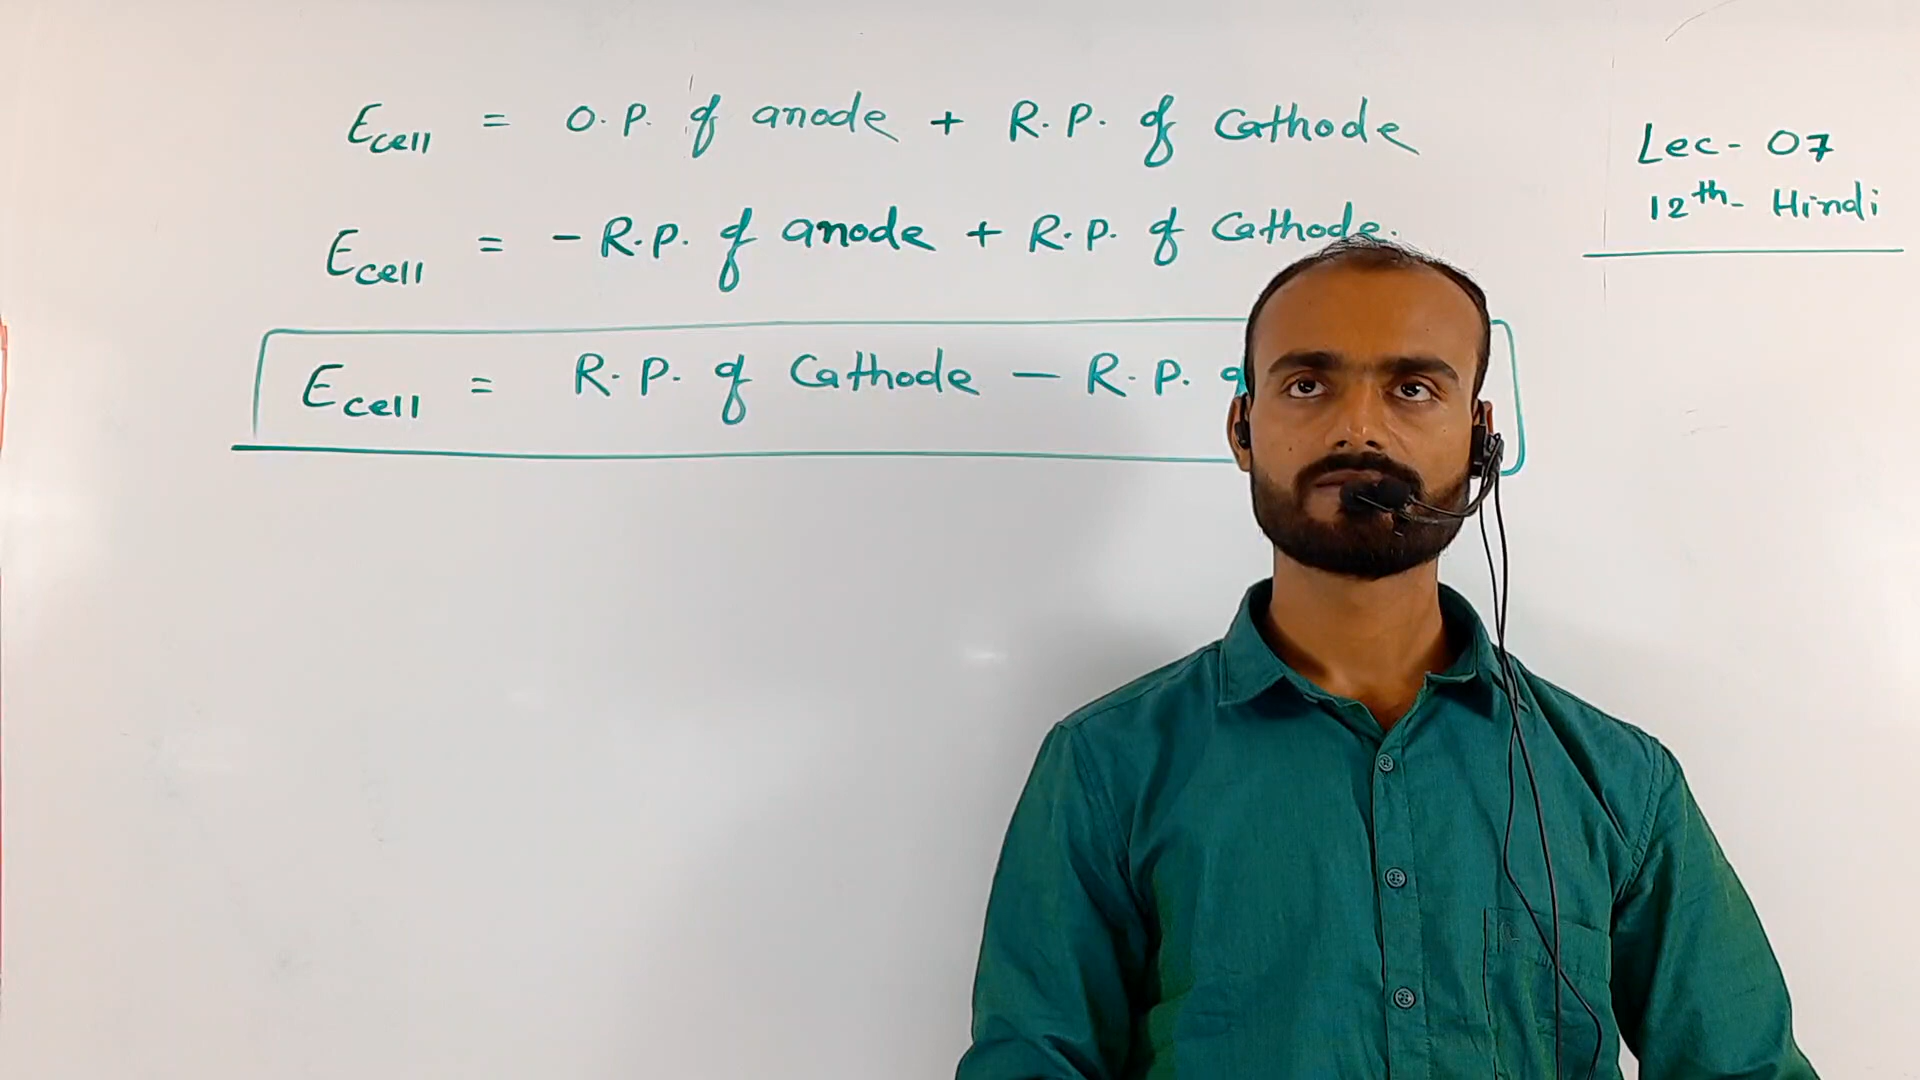 Ecell = O.P. of anode + R.P. of Cathode
Ecell = - R.P. of anode + R.P. of Cathode.
Ecell = R.P. of Cathode - R.P.
Lec- 07
12th- Hindi